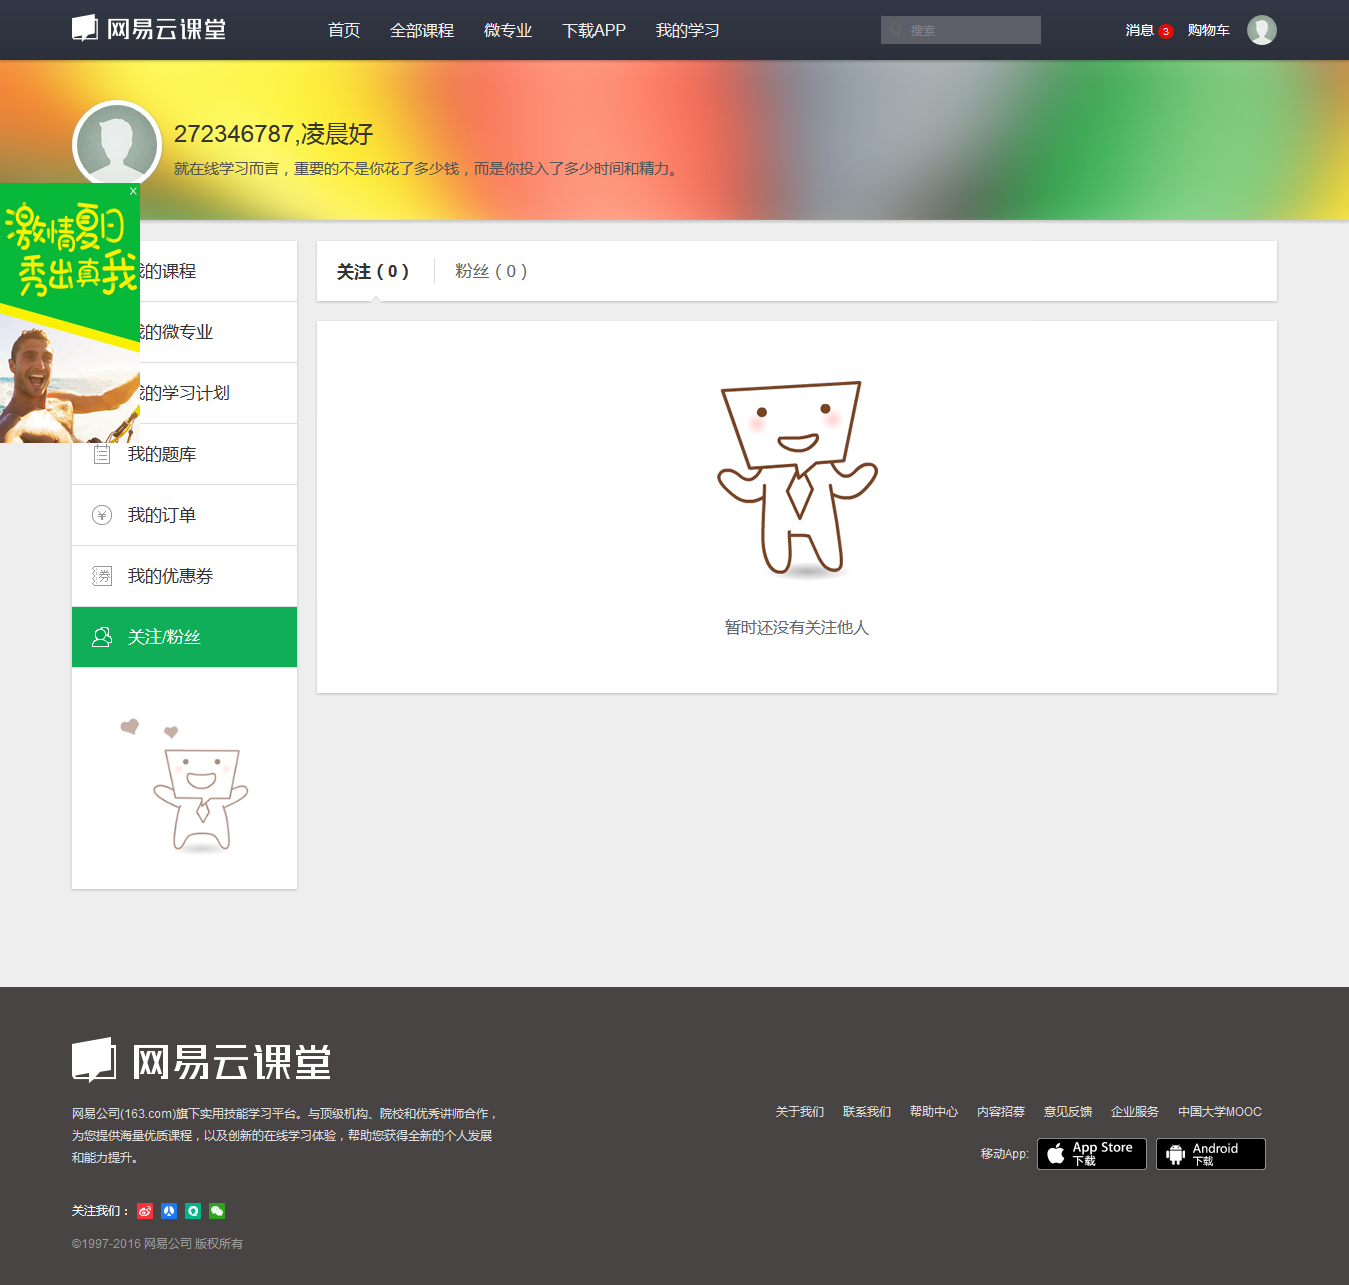 网易云课堂
首页 全部课程 微专业 下载APP 我的学习 搜索 消息 3 购物车
272346787,凌晨好
就在线学习而言，重要的不是你花了多少钱，而是你投入了多少时间和精力。
X
激情夏日
秀出真我
的课程
的微专业
的学习计划
我的题库
¥ 我的订单
券 我的优惠券
关注/粉丝
关注（0） 粉丝（0）
暂时还没有关注他人
网易云课堂
网易公司(163.com)旗下实用技能学习平台。与顶级机构、院校和优秀讲师合作，
为您提供海量优质课程，以及创新的在线学习体验，帮助您获得全新的个人发展
和能力提升。
关于我们 联系我们 帮助中心 内容招募 意见反馈 企业服务 中国大学MOOC
移动App: App Store 下载 Android 下载
关注我们：
©1997-2016 网易公司 版权所有